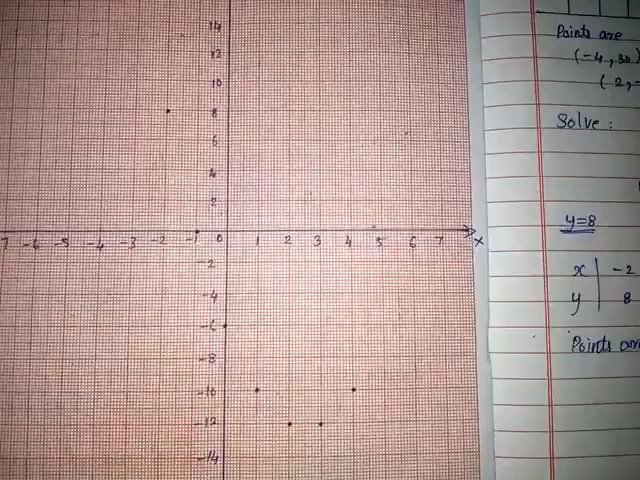 14
12
10
8
6
4
2
7 -6 -5 -4 -3 -2 -1 0 1 2 3 4 5 6 7 x
-2
-4
-6
-8
-10
-12
-14
Points are
(-4, 30)
(2, -
Solve :
y=8
x | -2
y | 8
Points are